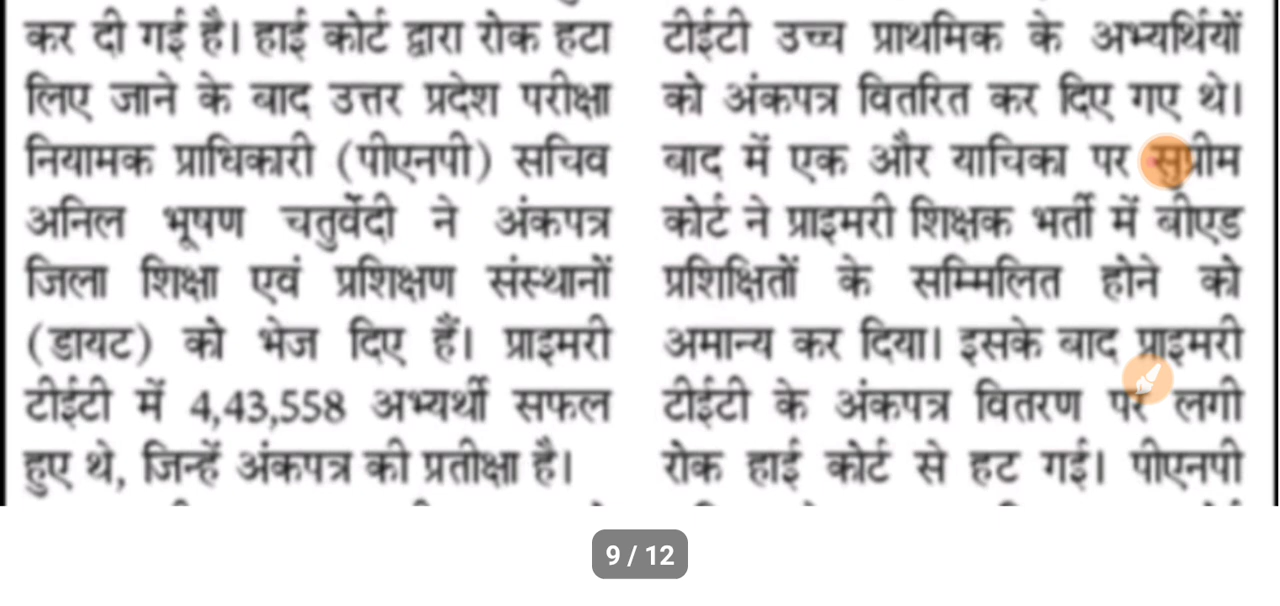 कर दी गई है। हाई कोर्ट द्वारा रोक हटा
लिए जाने के बाद उत्तर प्रदेश परीक्षा
नियामक प्राधिकारी (पीएनपी) सचिव
अनिल भूषण चतुर्वेदी ने अंकपत्र
जिला शिक्षा एवं प्रशिक्षण संस्थानों
(डायट) को भेज दिए हैं। प्राइमरी
टीईटी में 4,43,558 अभ्यर्थी सफल
हुए थे, जिन्हें अंकपत्र की प्रतीक्षा है।
टीईटी उच्च प्राथमिक के अभ्यर्थियों
को अंकपत्र वितरित कर दिए गए थे।
बाद में एक और याचिका पर सुप्रीम
कोर्ट ने प्राइमरी शिक्षक भर्ती में बीएड
प्रशिक्षितों के सम्मिलित होने को
अमान्य कर दिया। इसके बाद प्राइमरी
टीईटी के अंकपत्र वितरण पर लगी
रोक हाई कोर्ट से हट गई। पीएनपी
9 / 12